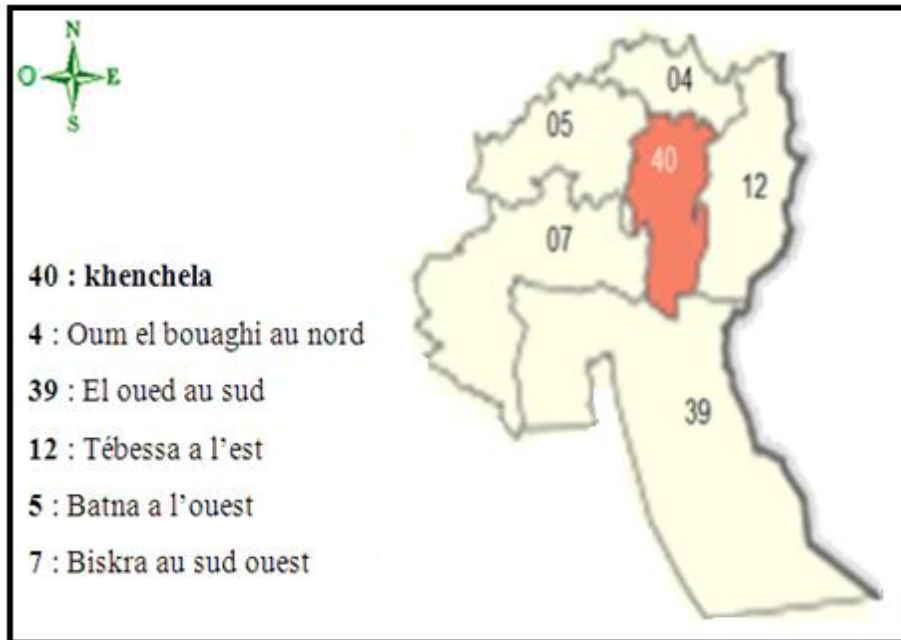 N
O E
S
04
05
40
12
07
39
40 : khenchela
4 : Oum el bouaghi au nord
39 : El oued au sud
12 : Tébessa a l’est
5 : Batna a l’ouest
7 : Biskra au sud ouest